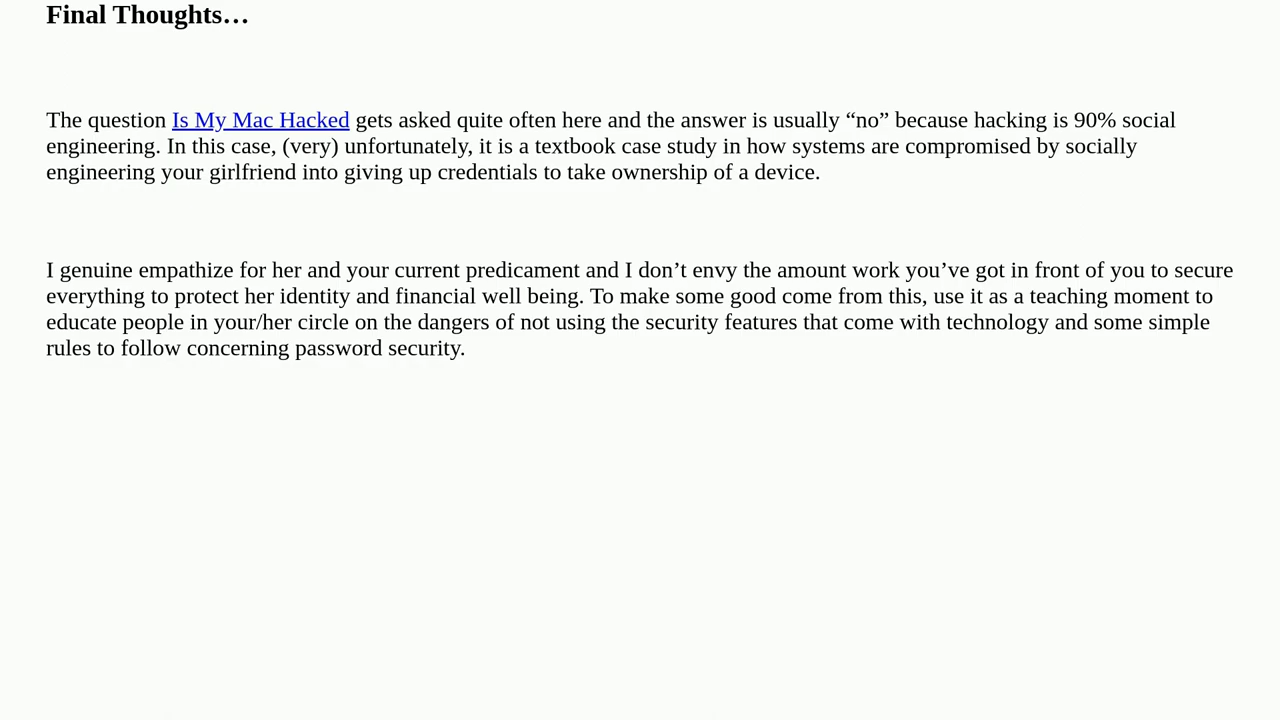 Final Thoughts…
The question Is My Mac Hacked gets asked quite often here and the answer is usually “no” because hacking is 90% social
engineering. In this case, (very) unfortunately, it is a textbook case study in how systems are compromised by socially
engineering your girlfriend into giving up credentials to take ownership of a device.
I genuine empathize for her and your current predicament and I don’t envy the amount work you’ve got in front of you to secure
everything to protect her identity and financial well being. To make some good come from this, use it as a teaching moment to
educate people in your/her circle on the dangers of not using the security features that come with technology and some simple
rules to follow concerning password security.